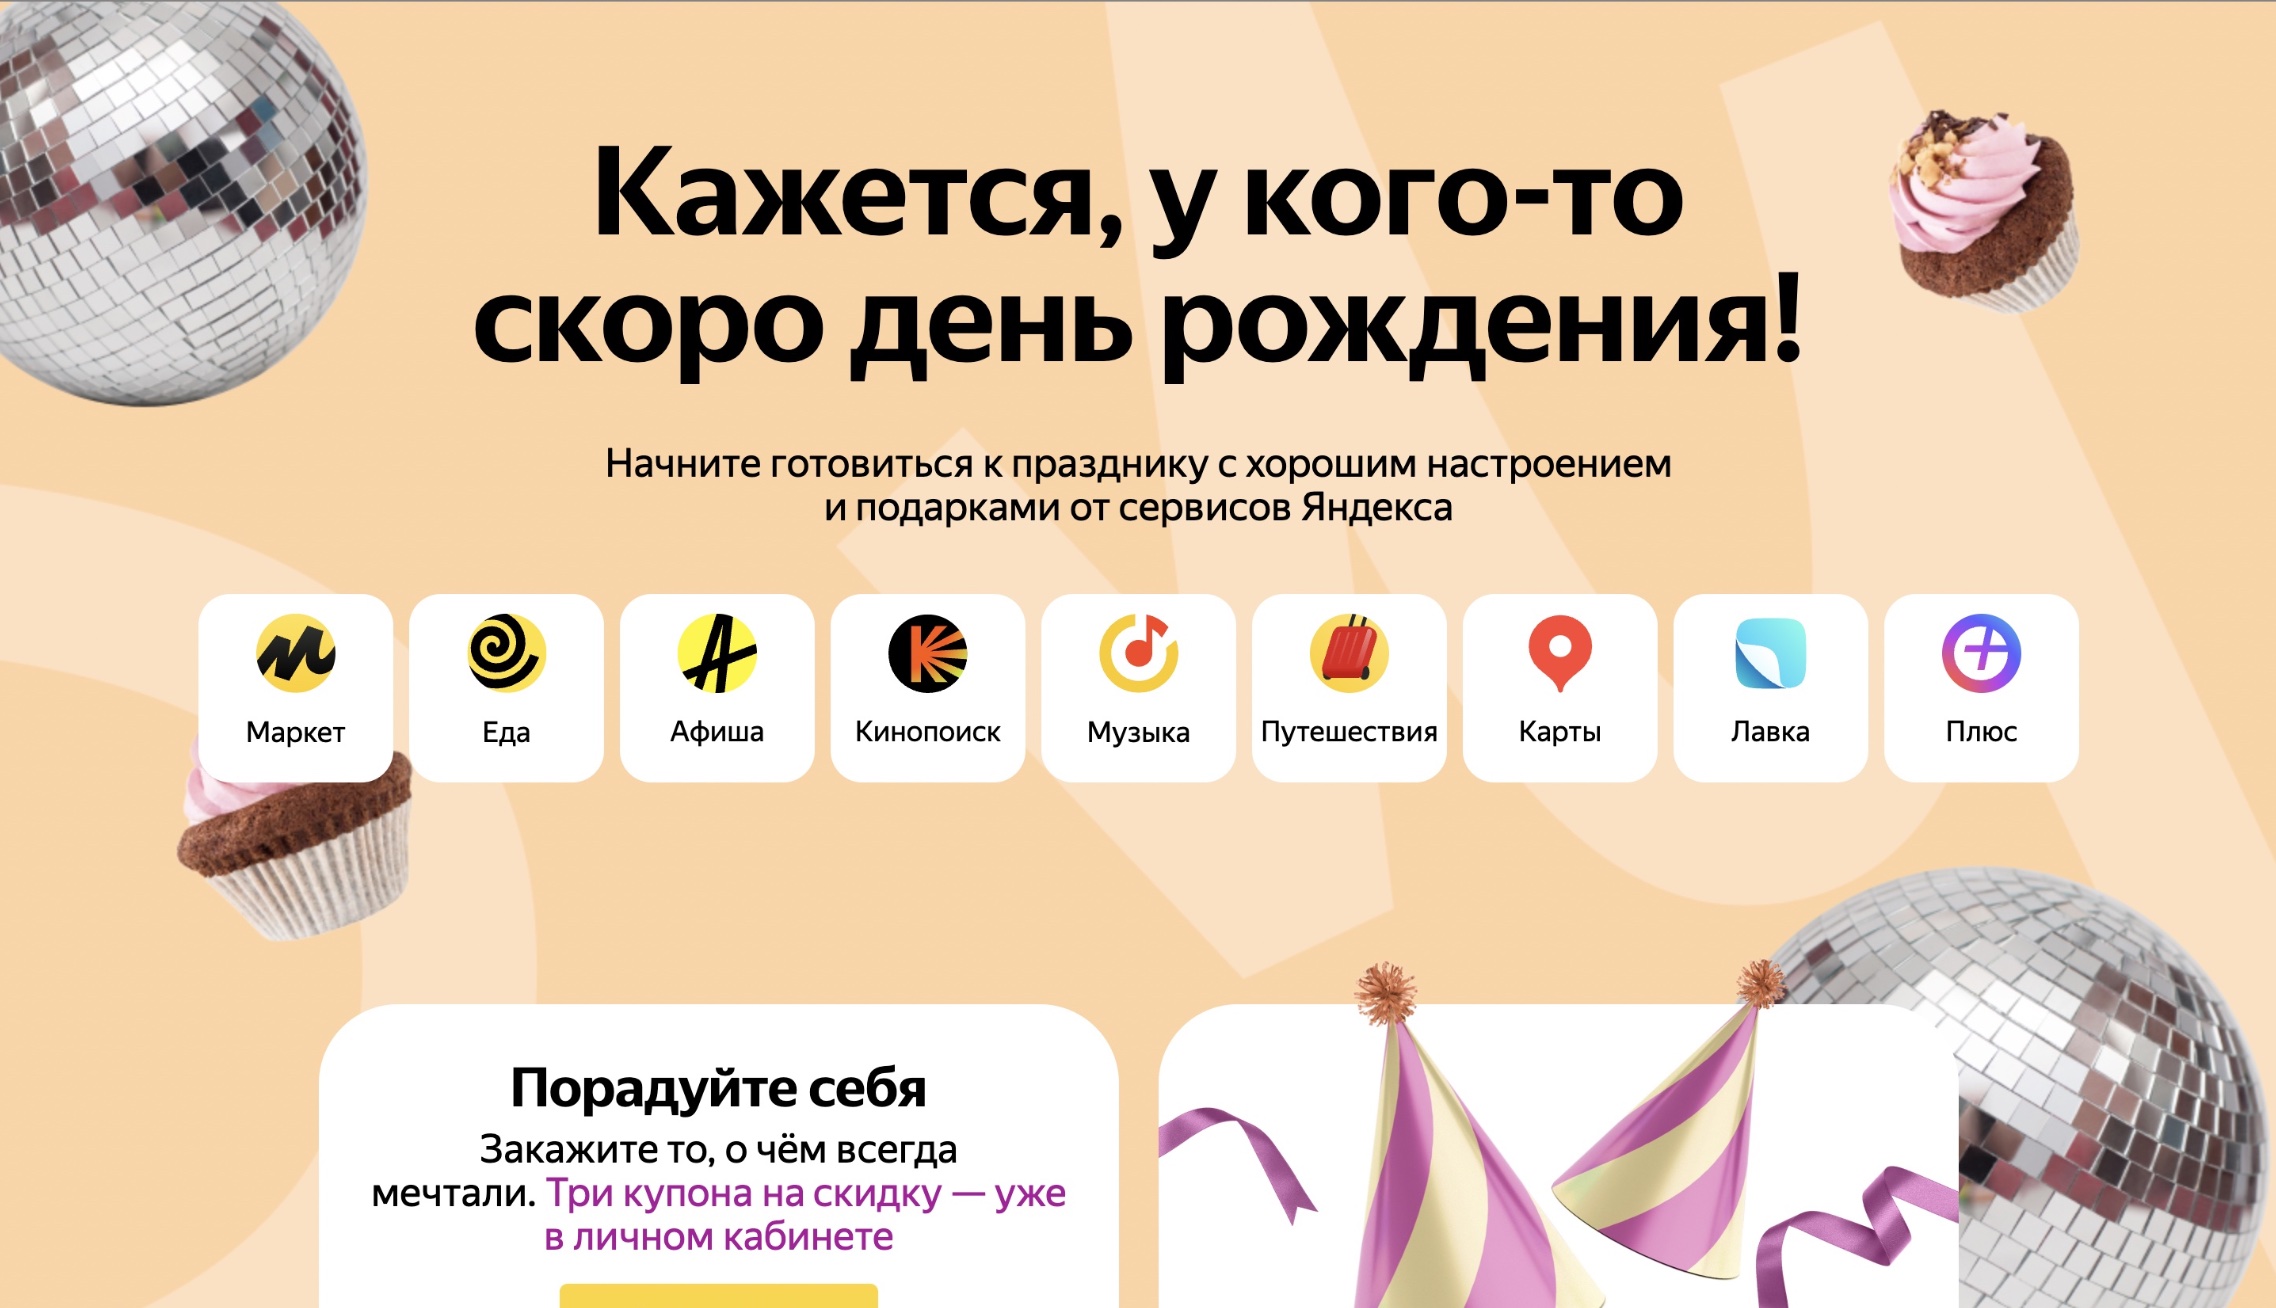 Кажется, у кого-то
скоро день рождения!
Начните готовиться к празднику с хорошим настроением
и подарками от сервисов Яндекса
Маркет
Еда
Афиша
Кинопоиск
Музыка
Путешествия
Карты
Лавка
Плюс
Порадуйте себя
Закажите то, о чём всегда
мечтали. Три купона на скидку — уже
в личном кабинете